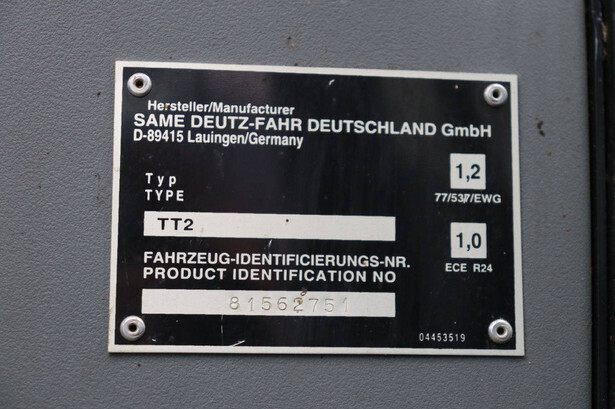 Hersteller/Manufacturer
SAME DEUTZ-FAHR DEUTSCHLAND GmbH
D-89415 Lauingen/Germany
Typ
TYPE
TT2
1,2
77/537/EWG
1,0
ECE R24
FAHRZEUG-IDENTIFICIERUNGS-NR.
PRODUCT IDENTIFICATION NO
81562751
04453519